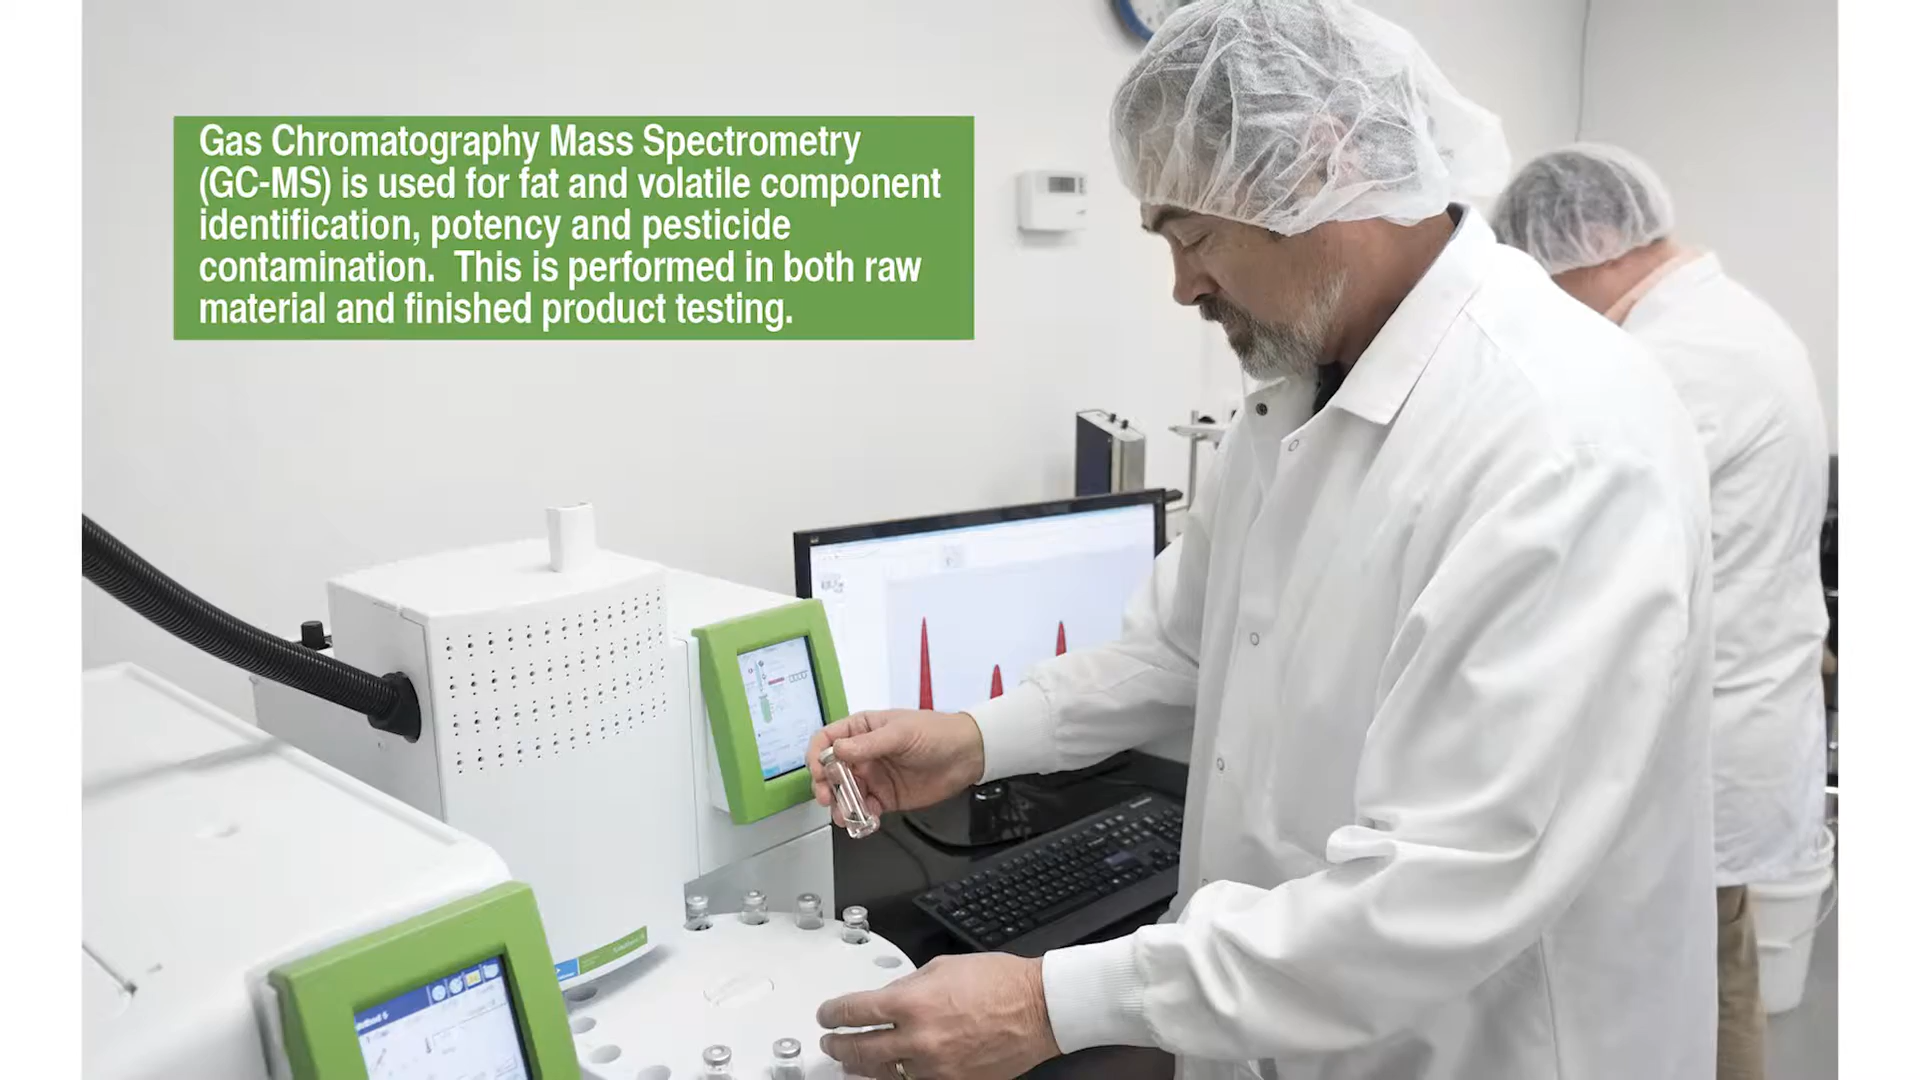 Gas Chromatography Mass Spectrometry
(GC-MS) is used for fat and volatile component
identification, potency and pesticide
contamination.  This is performed in both raw
material and finished product testing.